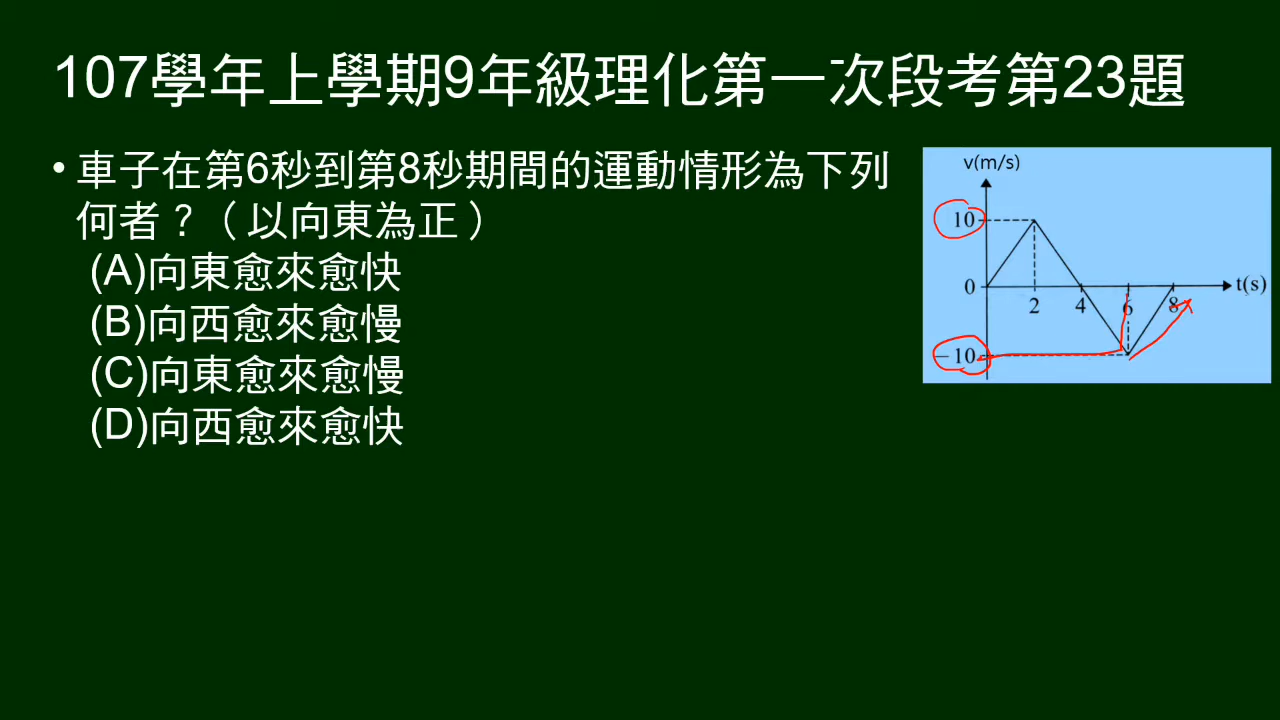 107學年上學期9年級理化第一次段考第23題
• 車子在第6秒到第8秒期間的運動情形為下列
何者？（以向東為正）
(A)向東愈來愈快
(B)向西愈來愈慢
(C)向東愈來愈慢
(D)向西愈來愈快
v(m/s)
10
0
2 4 6 8 t(s)
−10